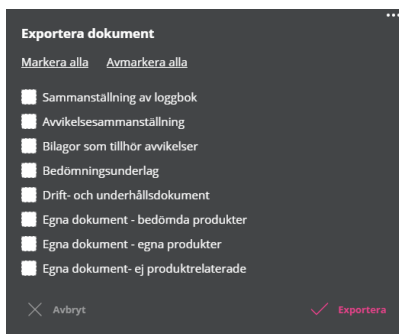 Exportera dokument
Markera alla Avmarkera alla
Sammanställning av loggbok
Avvikelsesammanställning
Bilagor som tillhör avvikelser
Bedömningsunderlag
Drift- och underhållsdokument
Egna dokument - bedömda produkter
Egna dokument - egna produkter
Egna dokument- ej produktrelaterade
Avbryt Exportera